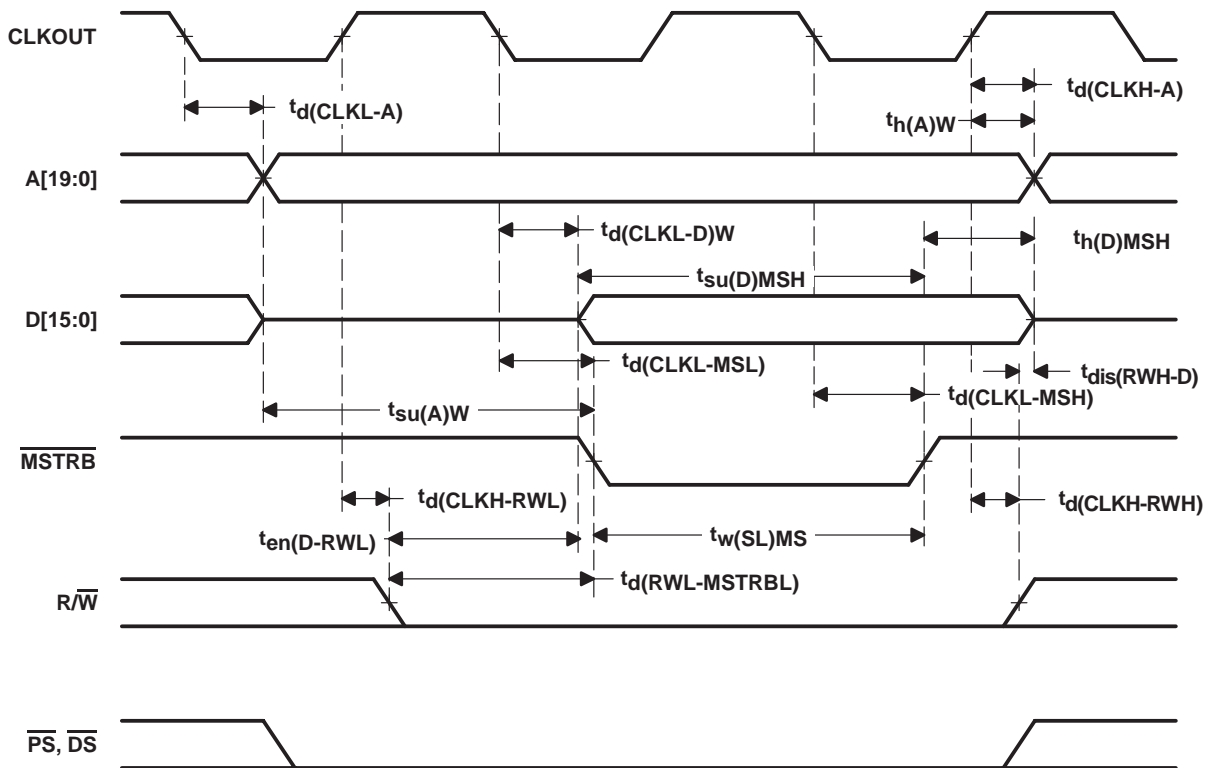 CLKOUT
td(CLKL-A)
td(CLKH-A)
th(A)W
A[19:0]
td(CLKL-D)W
th(D)MSH
tsu(D)MSH
D[15:0]
td(CLKL-MSL)
tdis(RWH-D)
td(CLKL-MSH)
tsu(A)W
MSTRB
td(CLKH-RWL)
td(CLKH-RWH)
ten(D-RWL)
tw(SL)MS
td(RWL-MSTRBL)
R/W
PS, DS